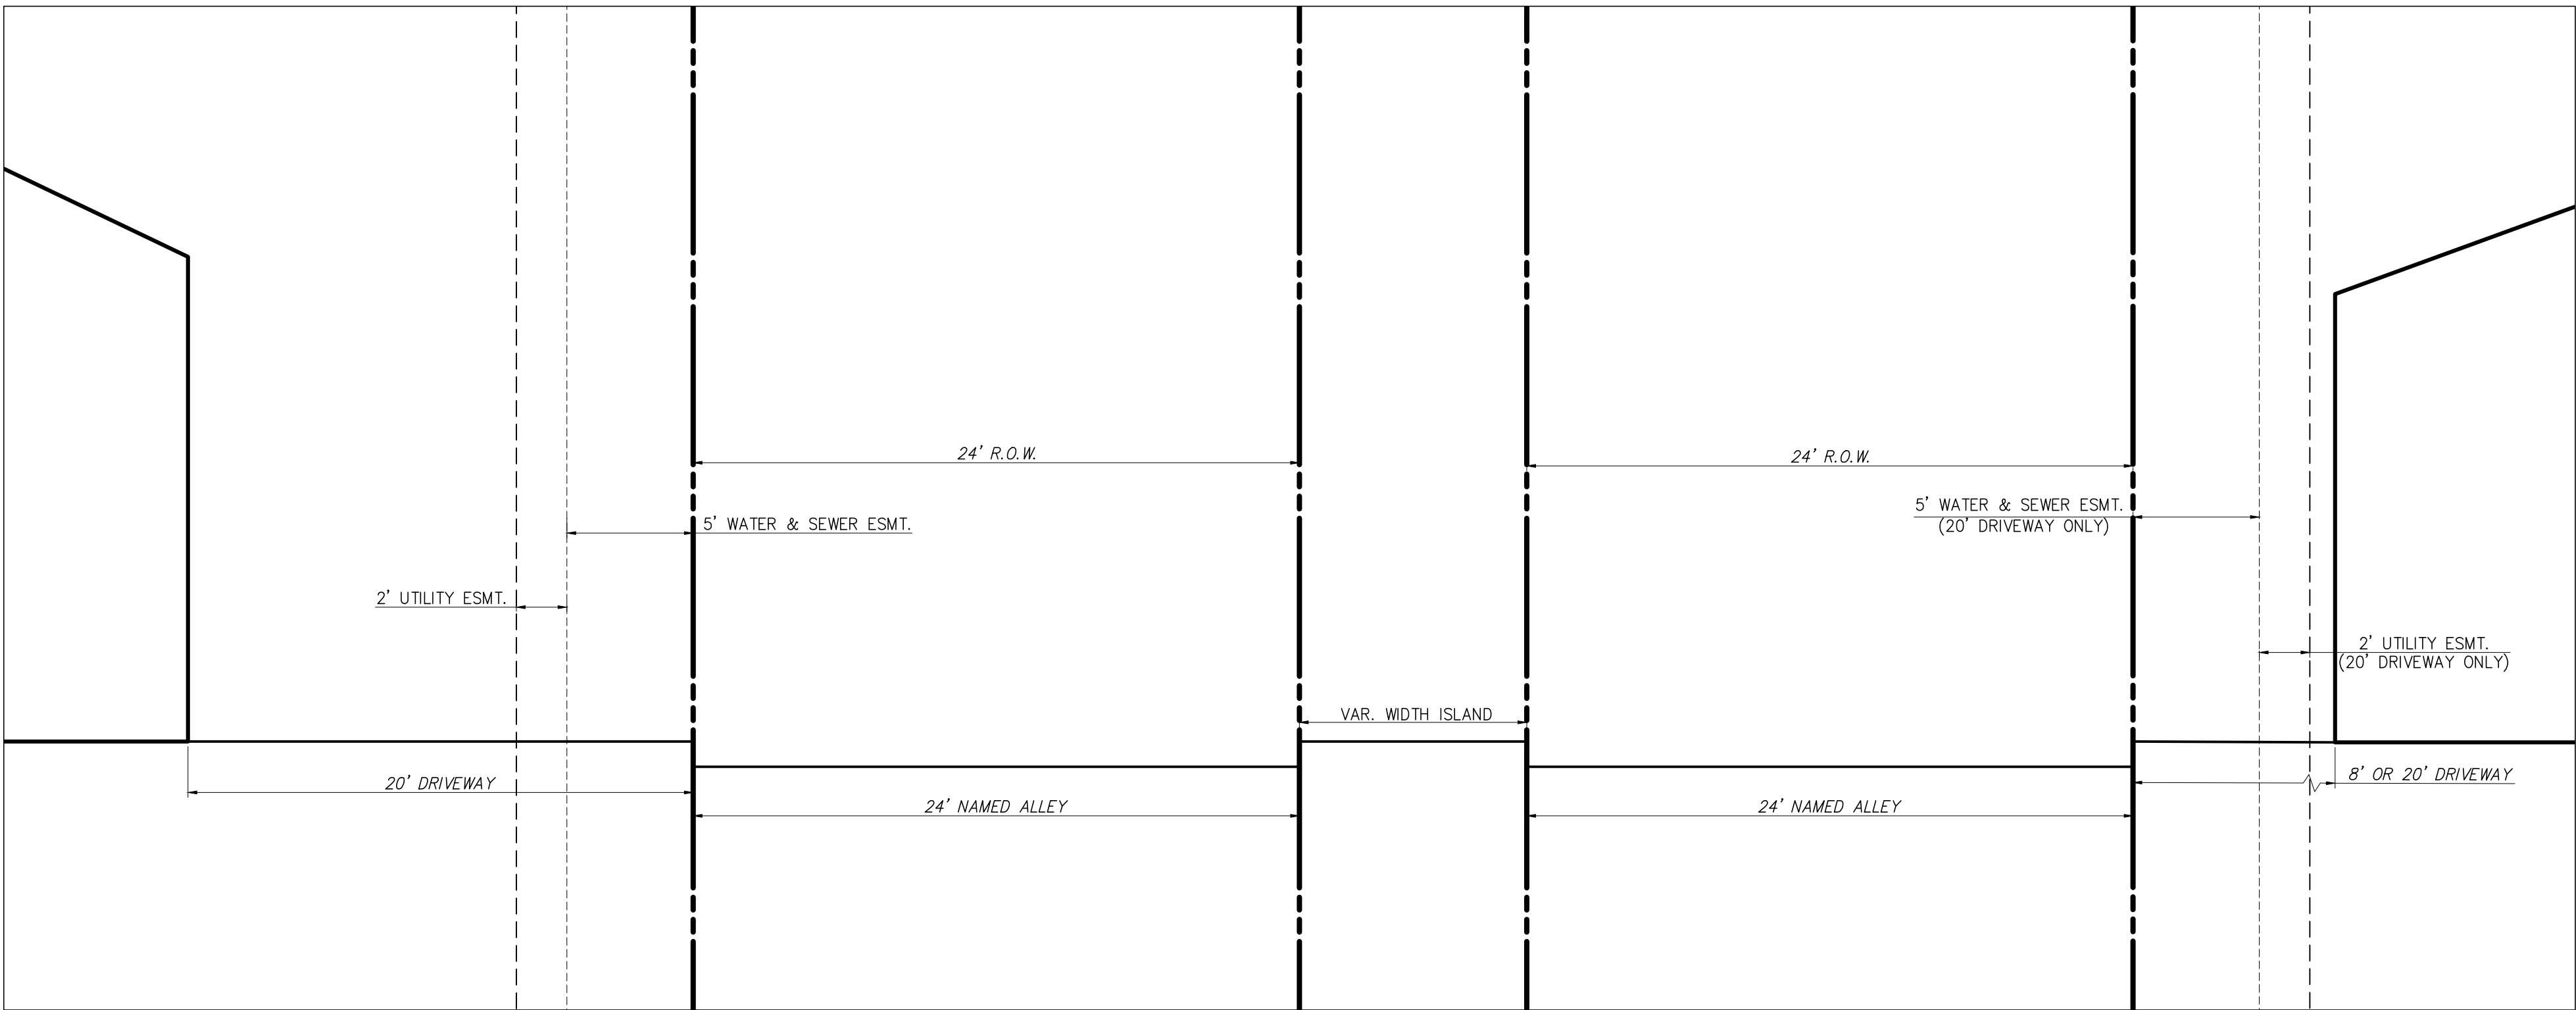 24' R.O.W.
24' R.O.W.
5' WATER & SEWER ESMT.
(20' DRIVEWAY ONLY)
5' WATER & SEWER ESMT.
2' UTILITY ESMT.
2' UTILITY ESMT.
(20' DRIVEWAY ONLY)
VAR. WIDTH ISLAND
20' DRIVEWAY
8' OR 20' DRIVEWAY
24' NAMED ALLEY
24' NAMED ALLEY